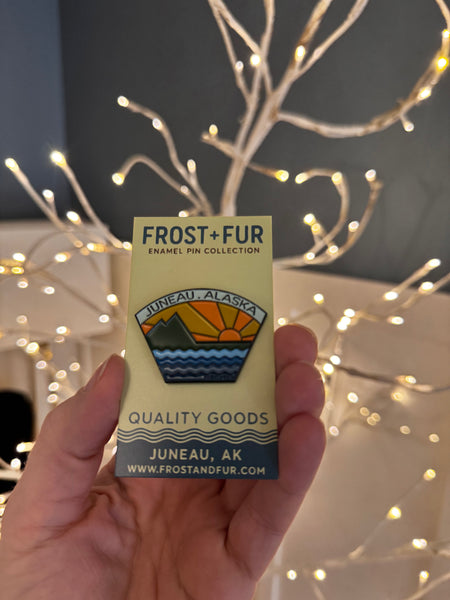 FROST+FUR
ENAMEL PIN COLLECTION
JUNEAU, ALASKA
QUALITY GOODS
JUNEAU, AK
WWW.FROSTANDFUR.COM